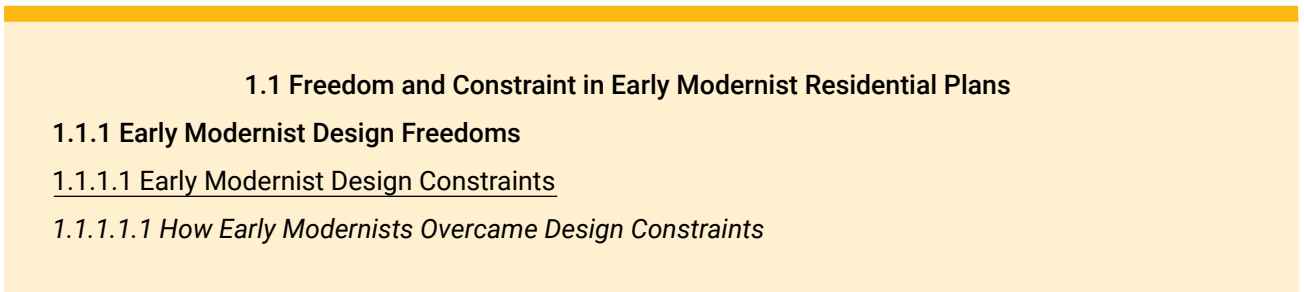 1.1 Freedom and Constraint in Early Modernist Residential Plans
1.1.1 Early Modernist Design Freedoms
1.1.1.1 Early Modernist Design Constraints
1.1.1.1.1 How Early Modernists Overcame Design Constraints